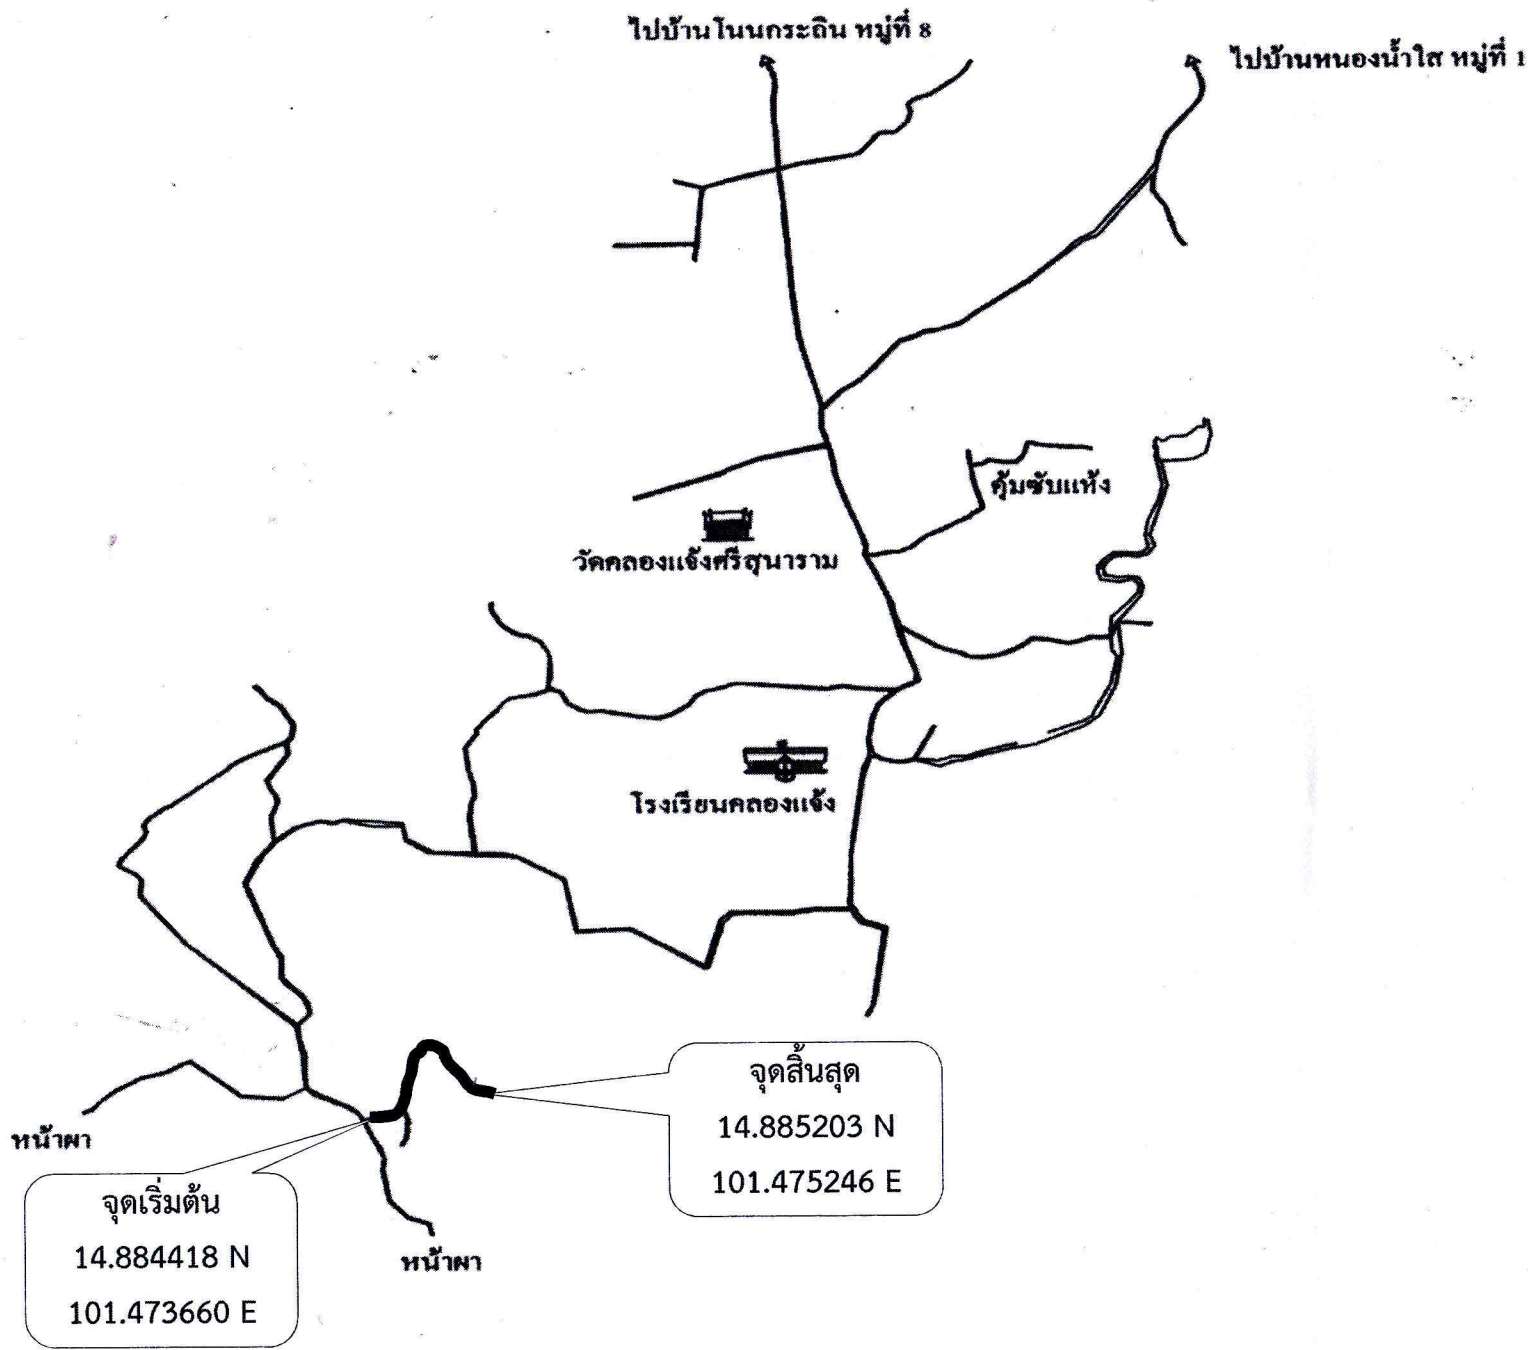 ไปบ้านโนนกระถิน หมู่ที่ 8
ไปบ้านหนองน้ำใส หมู่ที่ 1
คุ้มซับแห้ง
วัดคลองแจ้งศรีสุนาราม
โรงเรียนคลองแจ้ง
จุดสิ้นสุด
14.885203 N
101.475246 E
หน้าผา
จุดเริ่มต้น
14.884418 N
101.473660 E
หน้าผา